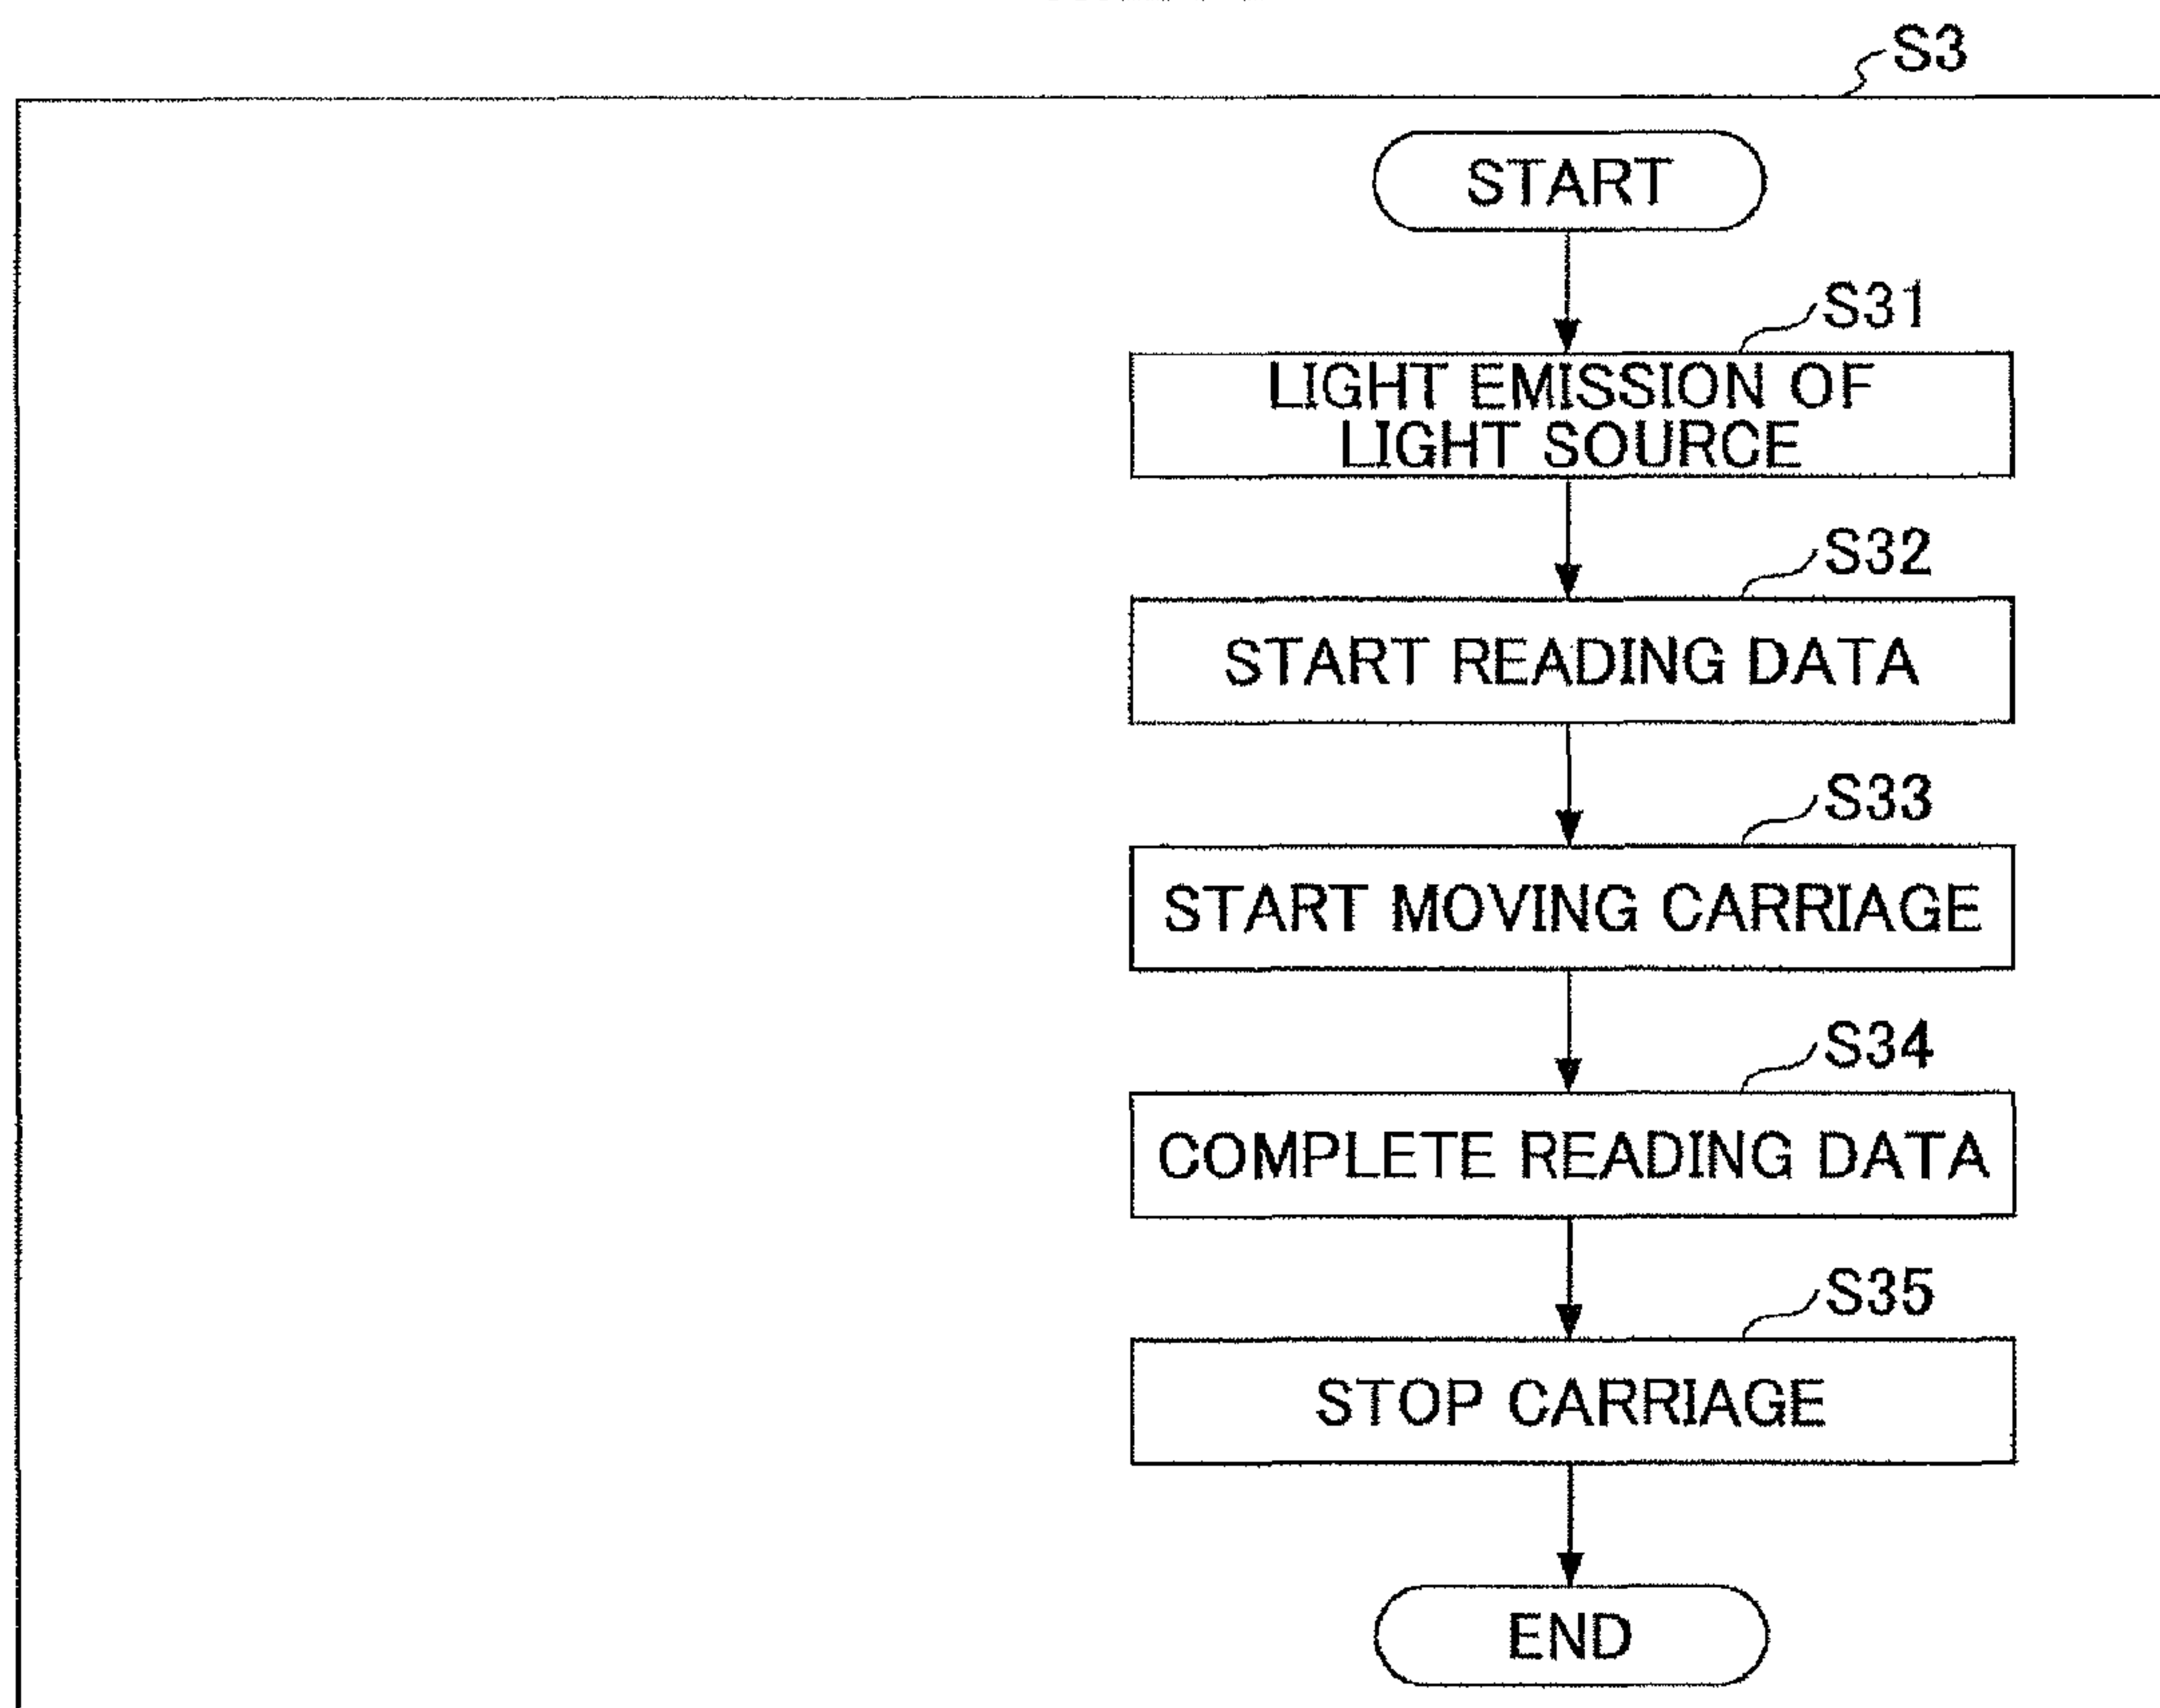 S3
START
S31
LIGHT EMISSION OF
LIGHT SOURCE
S32
START READING DATA
S33
START MOVING CARRIAGE
S34
COMPLETE READING DATA
S35
STOP CARRIAGE
END